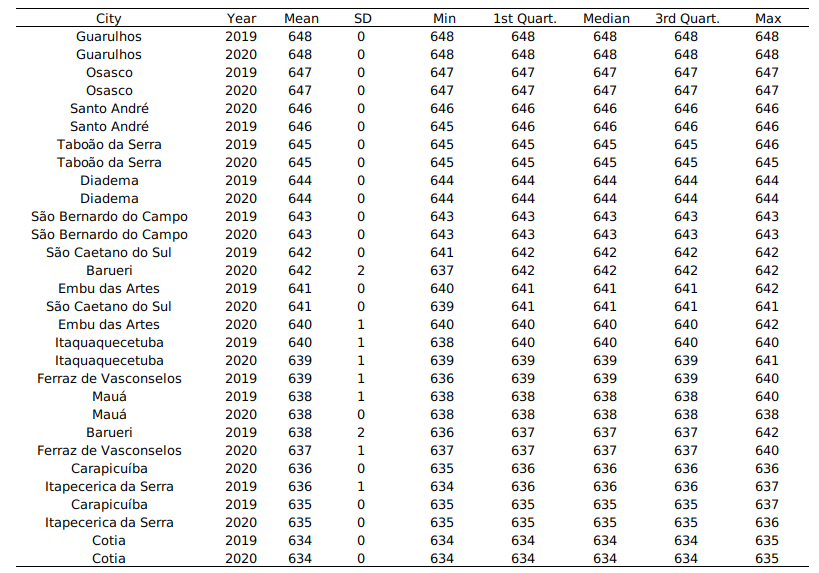 City Year Mean SD Min 1st Quart. Median 3rd Quart. Max
Guarulhos 2019 648 0 648 648 648 648 648
Guarulhos 2020 648 0 648 648 648 648 648
Osasco 2019 647 0 647 647 647 647 647
Osasco 2020 647 0 647 647 647 647 647
Santo André 2020 646 0 646 646 646 646 646
Santo André 2019 646 0 645 646 646 646 646
Taboão da Serra 2019 645 0 645 645 645 645 646
Taboão da Serra 2020 645 0 645 645 645 645 645
Diadema 2019 644 0 644 644 644 644 644
Diadema 2020 644 0 644 644 644 644 644
São Bernardo do Campo 2019 643 0 643 643 643 643 643
São Bernardo do Campo 2020 643 0 643 643 643 643 643
São Caetano do Sul 2019 642 0 641 642 642 642 642
Barueri 2020 642 2 637 642 642 642 642
Embu das Artes 2019 641 0 640 641 641 641 642
São Caetano do Sul 2020 641 0 639 641 641 641 641
Embu das Artes 2020 640 1 640 640 640 640 642
Itaquaquecetuba 2019 640 1 638 640 640 640 640
Itaquaquecetuba 2020 639 1 639 639 639 639 641
Ferraz de Vasconselos 2019 639 1 636 639 639 639 640
Mauá 2019 638 1 638 638 638 638 640
Mauá 2020 638 0 638 638 638 638 638
Barueri 2019 638 2 636 637 637 637 642
Ferraz de Vasconselos 2020 637 1 637 637 637 637 640
Carapicuíba 2020 636 0 635 636 636 636 636
Itapecerica da Serra 2019 636 1 634 636 636 636 637
Carapicuíba 2019 635 0 635 635 635 635 637
Itapecerica da Serra 2020 635 0 635 635 635 635 636
Cotia 2019 634 0 634 634 634 634 635
Cotia 2020 634 0 634 634 634 634 635